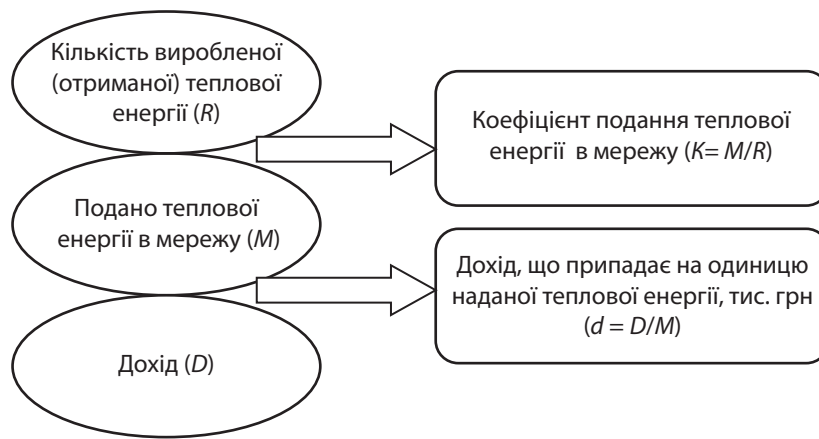 Кількість виробленої
(отриманої) теплової
енергії (R)
Подано теплової
енергії в мережу (M)
Дохід (D)
Коефіцієнт подання теплової
енергії в мережу (K= M/R)
Дохід, що припадає на одиницю
наданої теплової енергії, тис. грн
(d = D/M)